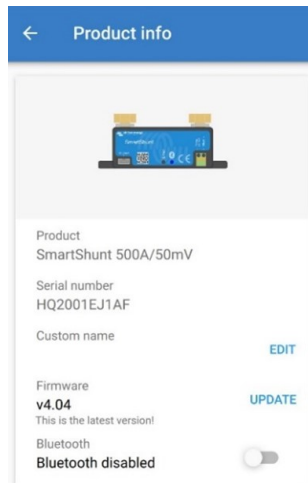 Product info
SmartShunt
Product
SmartShunt 500A/50mV
Serial number
HQ2001EJ1AF
Custom name
EDIT
Firmware
v4.04
UPDATE
This is the latest version!
Bluetooth
Bluetooth disabled